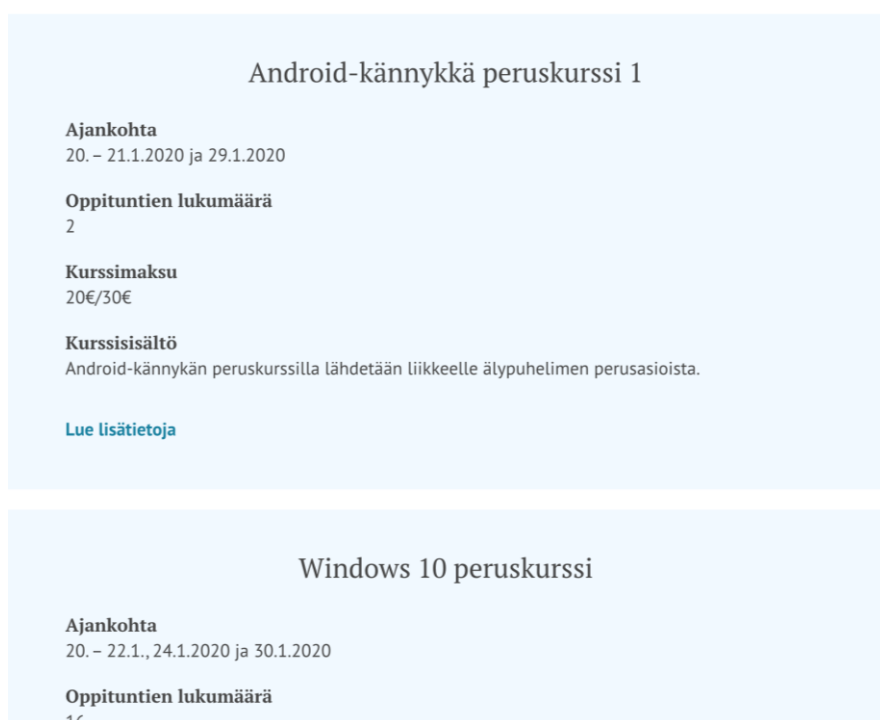 Android-kännykkä peruskurssi 1
Ajankohta
20. – 21.1.2020 ja 29.1.2020
Oppituntien lukumäärä
2
Kurssimaksu
20€/30€
Kurssisisältö
Android-kännykän peruskurssilla lähdetään liikkeelle älypuhelimen perusasioista.
Lue lisätietoja
Windows 10 peruskurssi
Ajankohta
20. – 22.1., 24.1.2020 ja 30.1.2020
Oppituntien lukumäärä